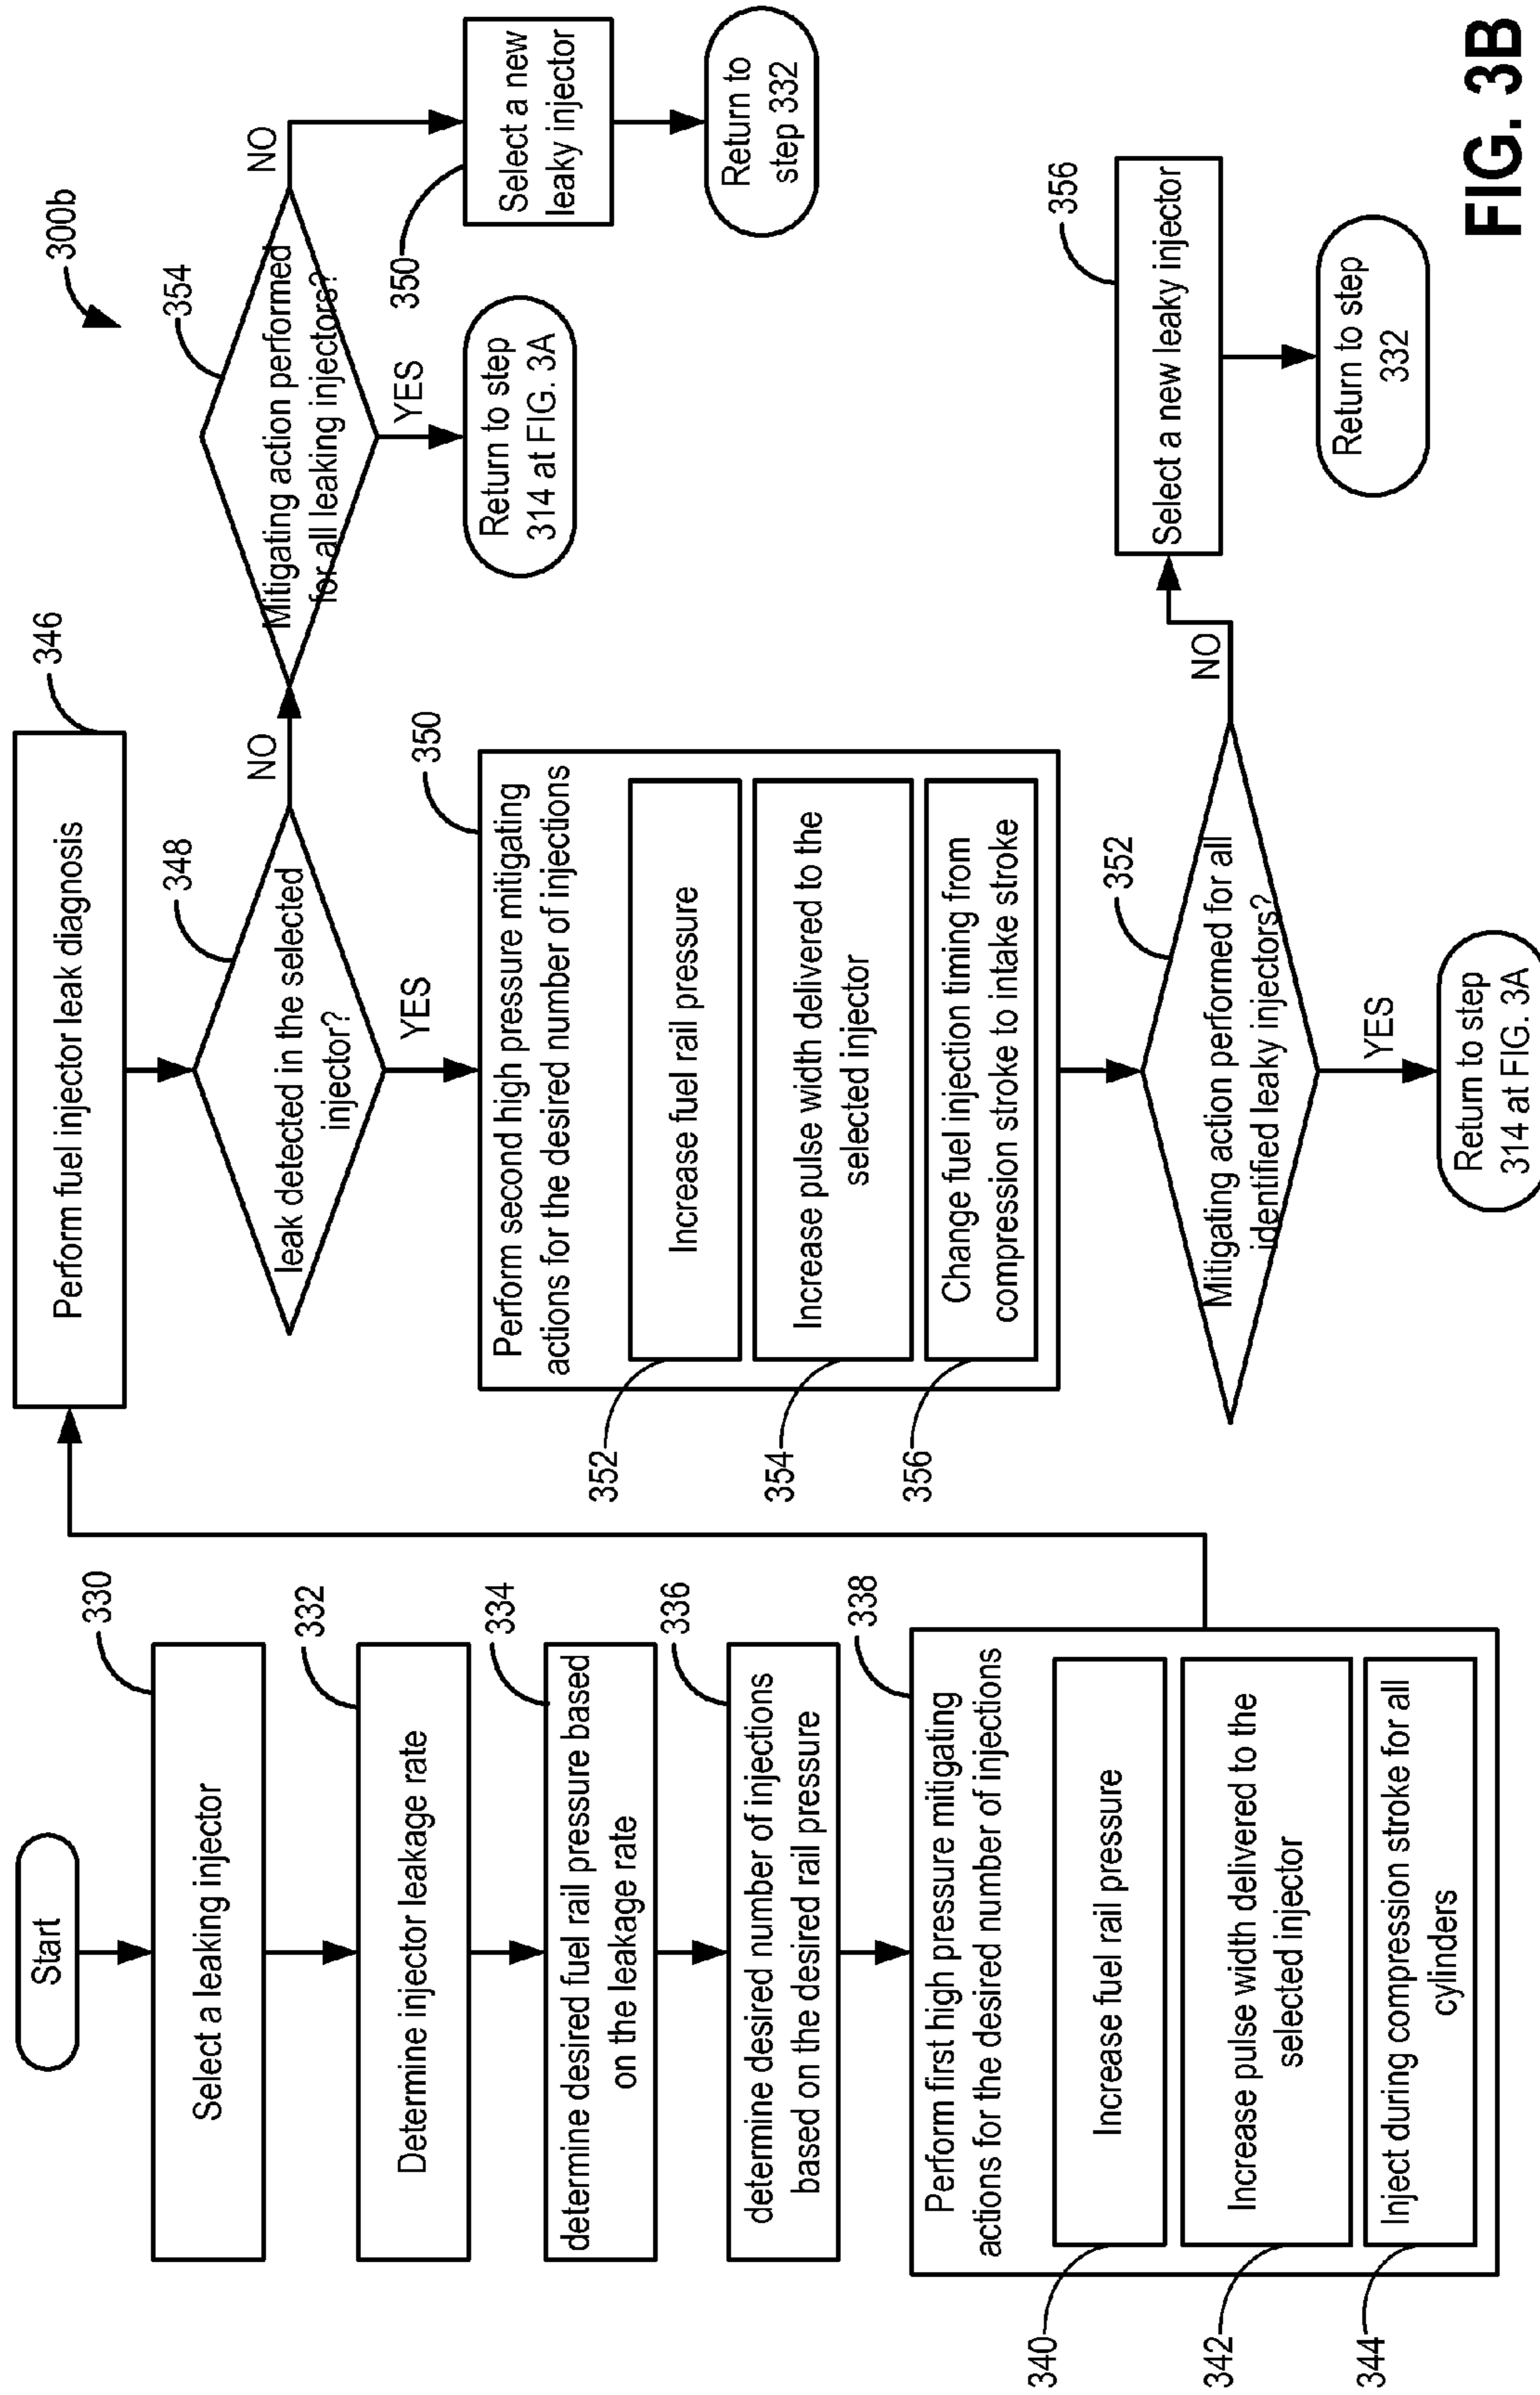 300b
Start
330
Select a leaking injector
332
Determine injector leakage rate
334
determine desired fuel rail pressure based
on the leakage rate
336
determine desired number of injections
based on the desired rail pressure
338
Perform first high pressure mitigating
actions for the desired number of injections
340
Increase fuel rail pressure
342
Increase pulse width delivered to the
selected injector
344
Inject during compression stroke for all
cylinders
346
Perform fuel injector leak diagnosis
348
leak detected in the selected
injector?
NO
YES
350
Perform second high pressure mitigating
actions for the desired number of injections
352
Increase fuel rail pressure
354
Increase pulse width delivered to the
selected injector
356
Change fuel injection timing from
compression stroke to intake stroke
352
Mitigating action performed for all
identified leaky injectors?
NO
YES
Return to step
314 at FIG. 3A
356
Select a new leaky injector
Return to step
332
354
Mitigating action performed
for all leaking injectors?
NO
YES
Return to step
314 at FIG. 3A
350
Select a new
leaky injector
Return to
step 332
FIG. 3B